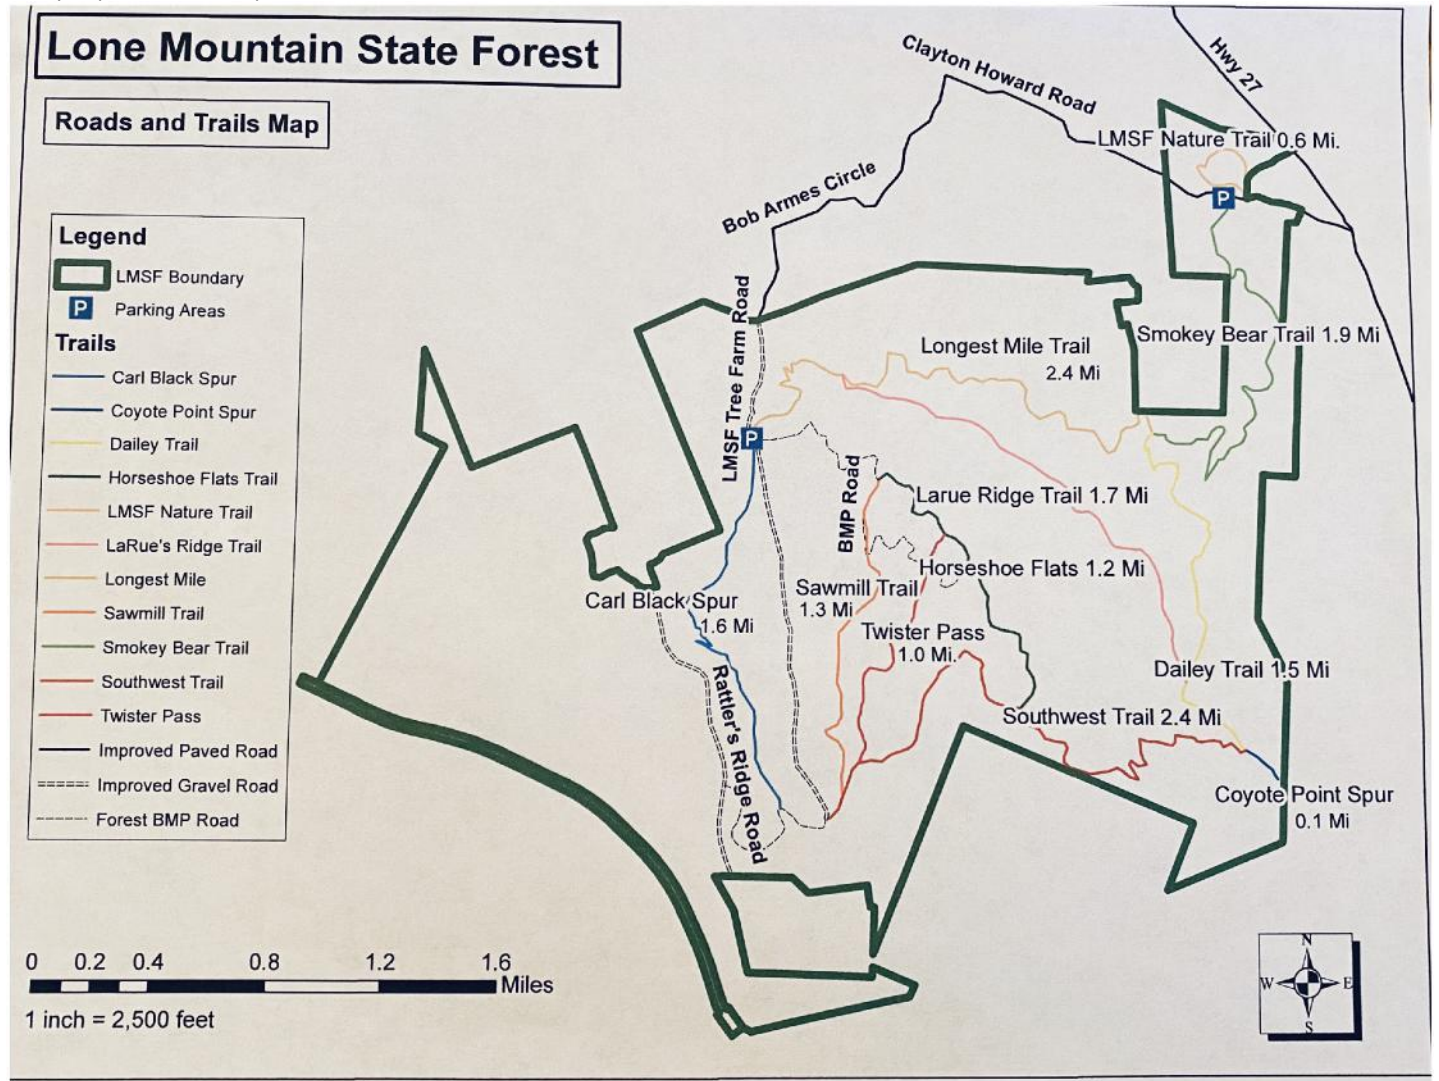 Lone Mountain State Forest
Roads and Trails Map
Legend
LMSF Boundary
P Parking Areas
Trails
Carl Black Spur
Coyote Point Spur
Dailey Trail
Horseshoe Flats Trail
LMSF Nature Trail
LaRue's Ridge Trail
Longest Mile
Sawmill Trail
Smokey Bear Trail
Southwest Trail
Twister Pass
Improved Paved Road
Improved Gravel Road
Forest BMP Road
Hwy 27
Clayton Howard Road
LMSF Nature Trail 0.6 Mi.
P
Bob Armes Circle
LMSF Tree Farm Road
Smokey Bear Trail 1.9 Mi
Longest Mile Trail
2.4 Mi
P
BMP Road
Larue Ridge Trail 1.7 Mi
Horseshoe Flats 1.2 Mi
Carl Black Spur
1.6 Mi
Sawmill Trail
1.3 Mi
Twister Pass
1.0 Mi.
Rattler's Ridge Road
Dailey Trail 1.5 Mi
Southwest Trail 2.4 Mi
Coyote Point Spur
0.1 Mi
0 0.2 0.4 0.8 1.2 1.6
Miles
1 inch = 2,500 feet
N
W E
S